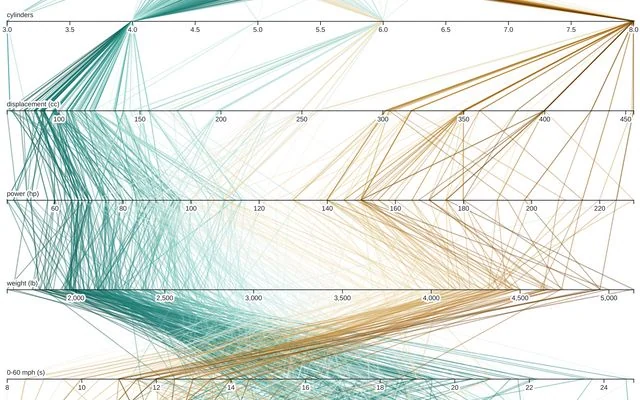 cylinders
3.0 3.5 4.0 4.5 5.0 5.5 6.0 6.5 7.0 7.5 8.0
displacement (cc)
100 150 200 250 300 350 400 450
power (hp)
60 80 100 120 140 160 180 200 220
weight (lb)
2,000 2,500 3,000 3,500 4,000 4,500 5,000
0-60 mph (s)
8 10 12 14 16 18 20 22 24